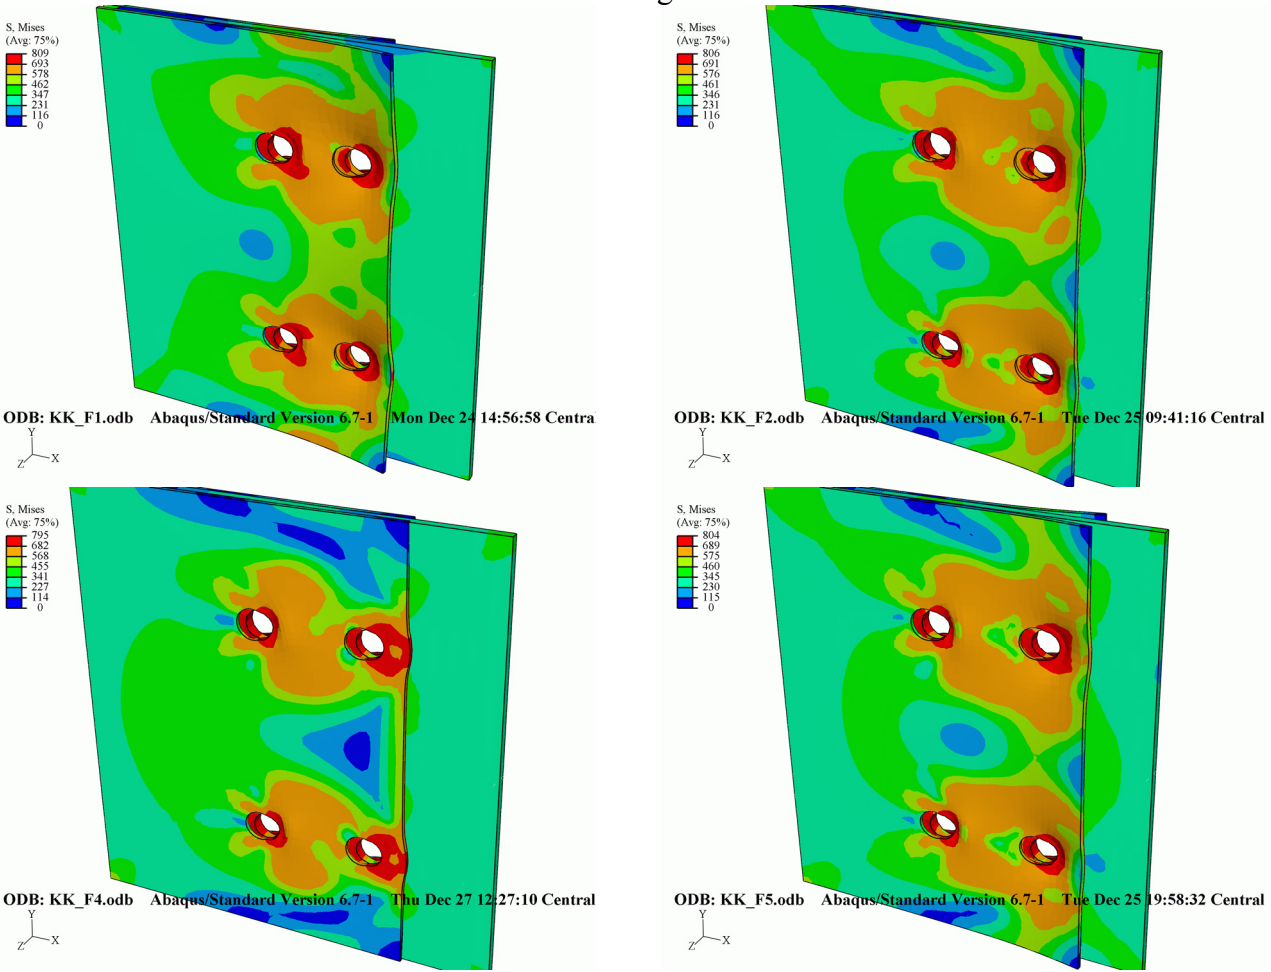 g
S, Mises
(Avg: 75%)
809
693
578
462
347
231
116
0
ODB: KK_F1.odb Abaqus/Standard Version 6.7-1 Mon Dec 24 14:56:58 Centra
Y
Z X
S, Mises
(Avg: 75%)
806
691
576
461
346
231
115
0
ODB: KK_F2.odb Abaqus/Standard Version 6.7-1 Tue Dec 25 09:41:16 Central
Y
Z X
S, Mises
(Avg: 75%)
795
682
568
455
341
227
114
0
ODB: KK_F4.odb Abaqus/Standard Version 6.7-1 Thu Dec 27 12:27:10 Central
Y
Z X
S, Mises
(Avg: 75%)
804
689
575
460
345
230
115
0
ODB: KK_F5.odb Abaqus/Standard Version 6.7-1 Tue Dec 25 19:58:32 Central
Y
Z X